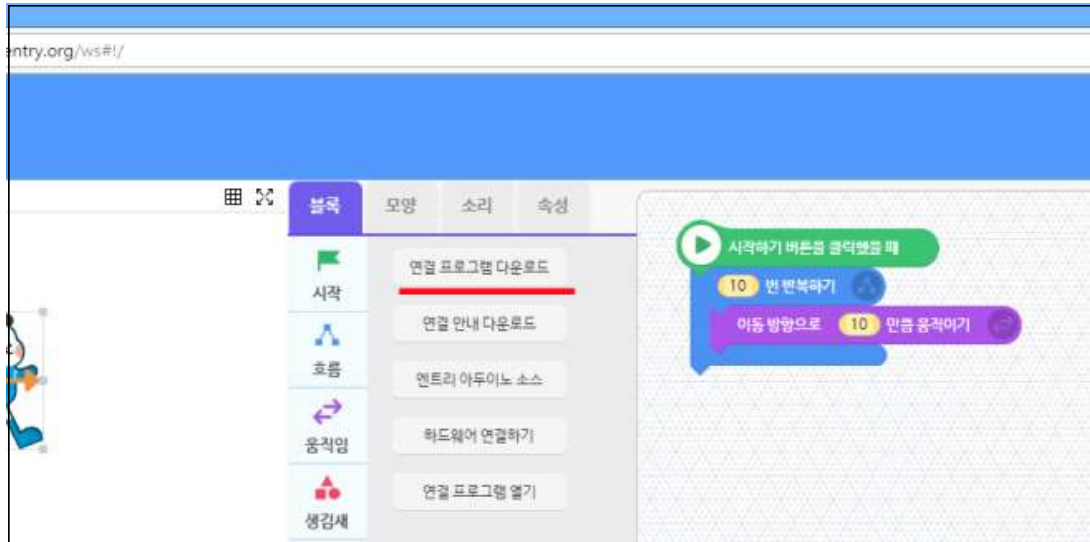 entry.org/ws#!/
블록
모양
소리
속성
시작
흐름
움직임
생김새
연결 프로그램 다운로드
연결 안내 다운로드
엔트리 아두이노 소스
하드웨어 연결하기
연결 프로그램 열기
시작하기 버튼을 클릭했을 때
10 번 반복하기
이동 방향으로 10 만큼 움직이기